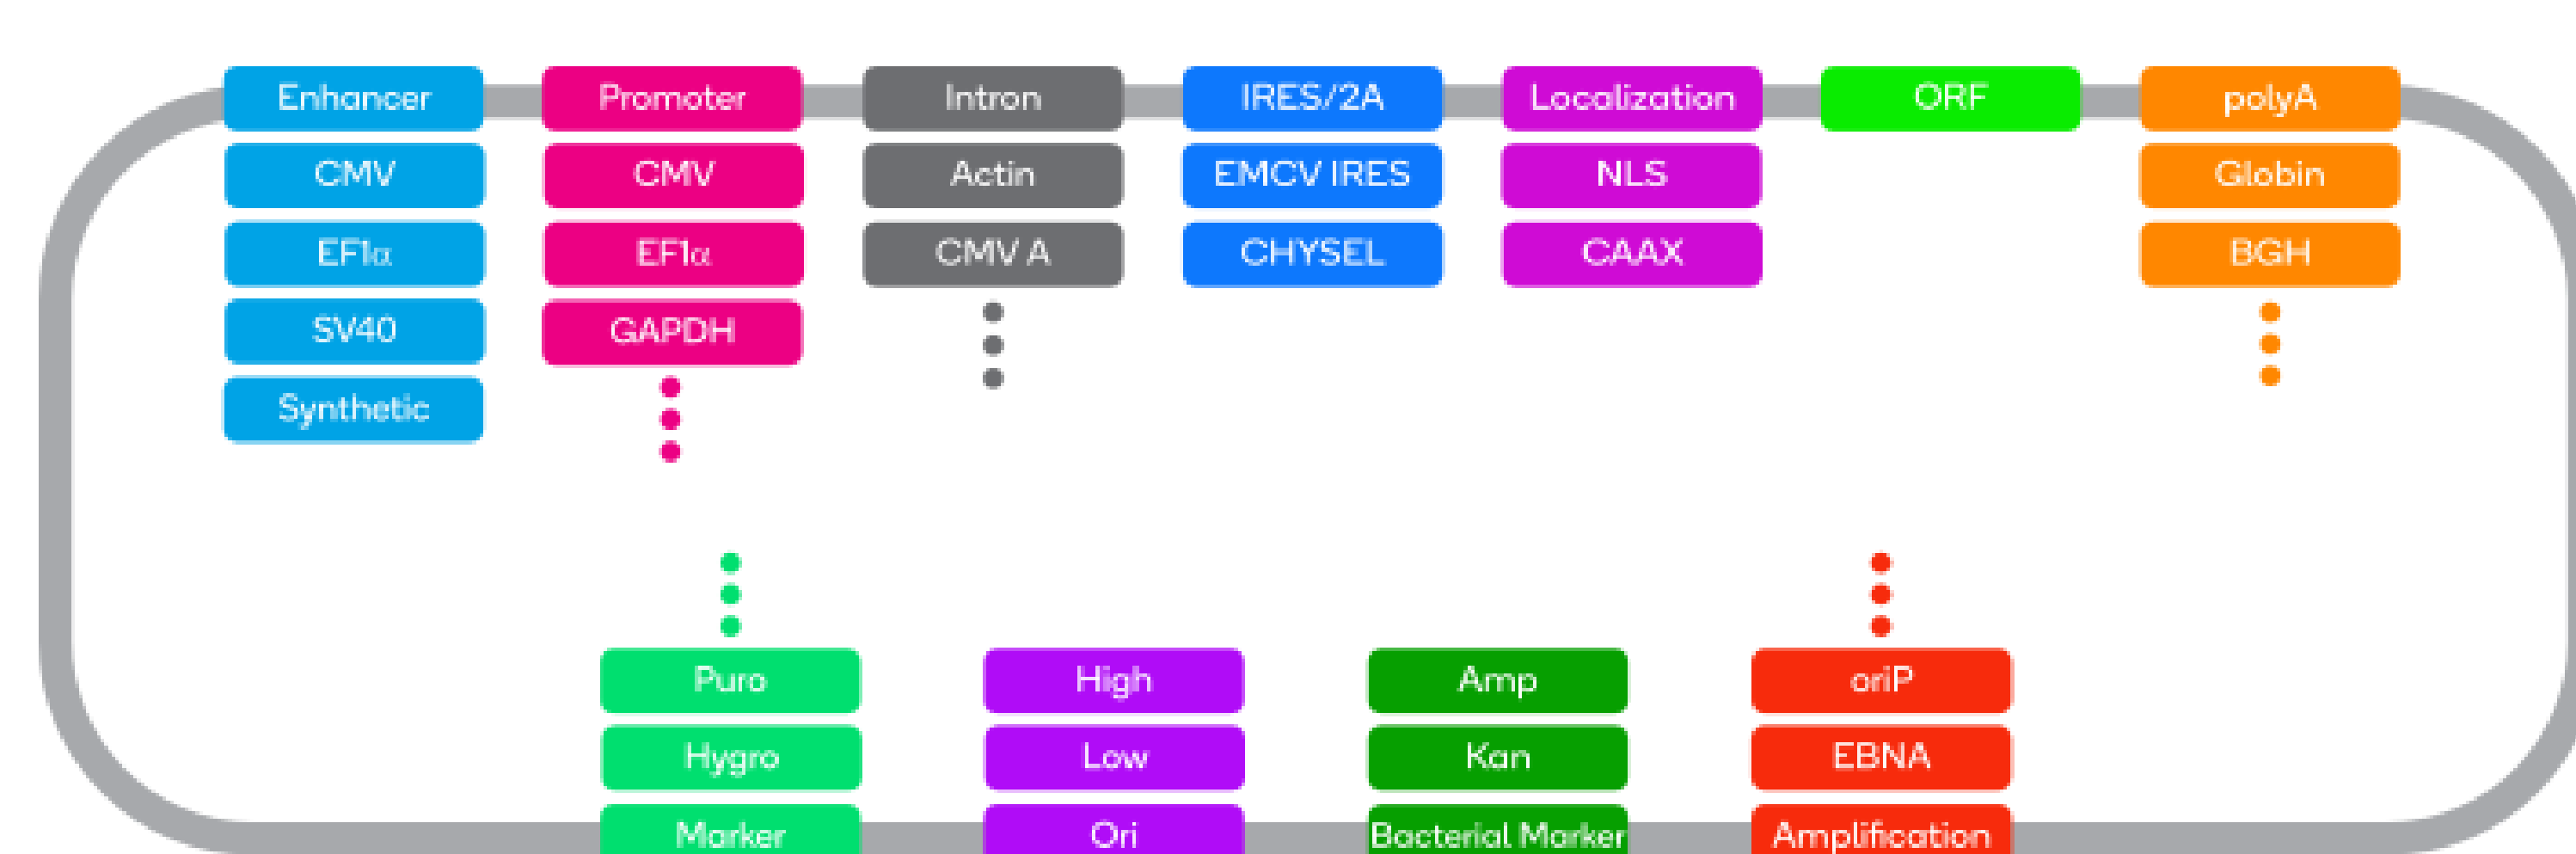 Enhancer Promoter Intron IRES/2A Localization ORF polyA
CMV CMV Actin EMCV IRES NLS Globin
EF1α EF1α CMV A CHYSEL CAAX BGH
SV40 GAPDH
Synthetic
Puro High Amp oriP
Hygro Low Kan EBNA
Marker Ori Bacterial Marker Amplification